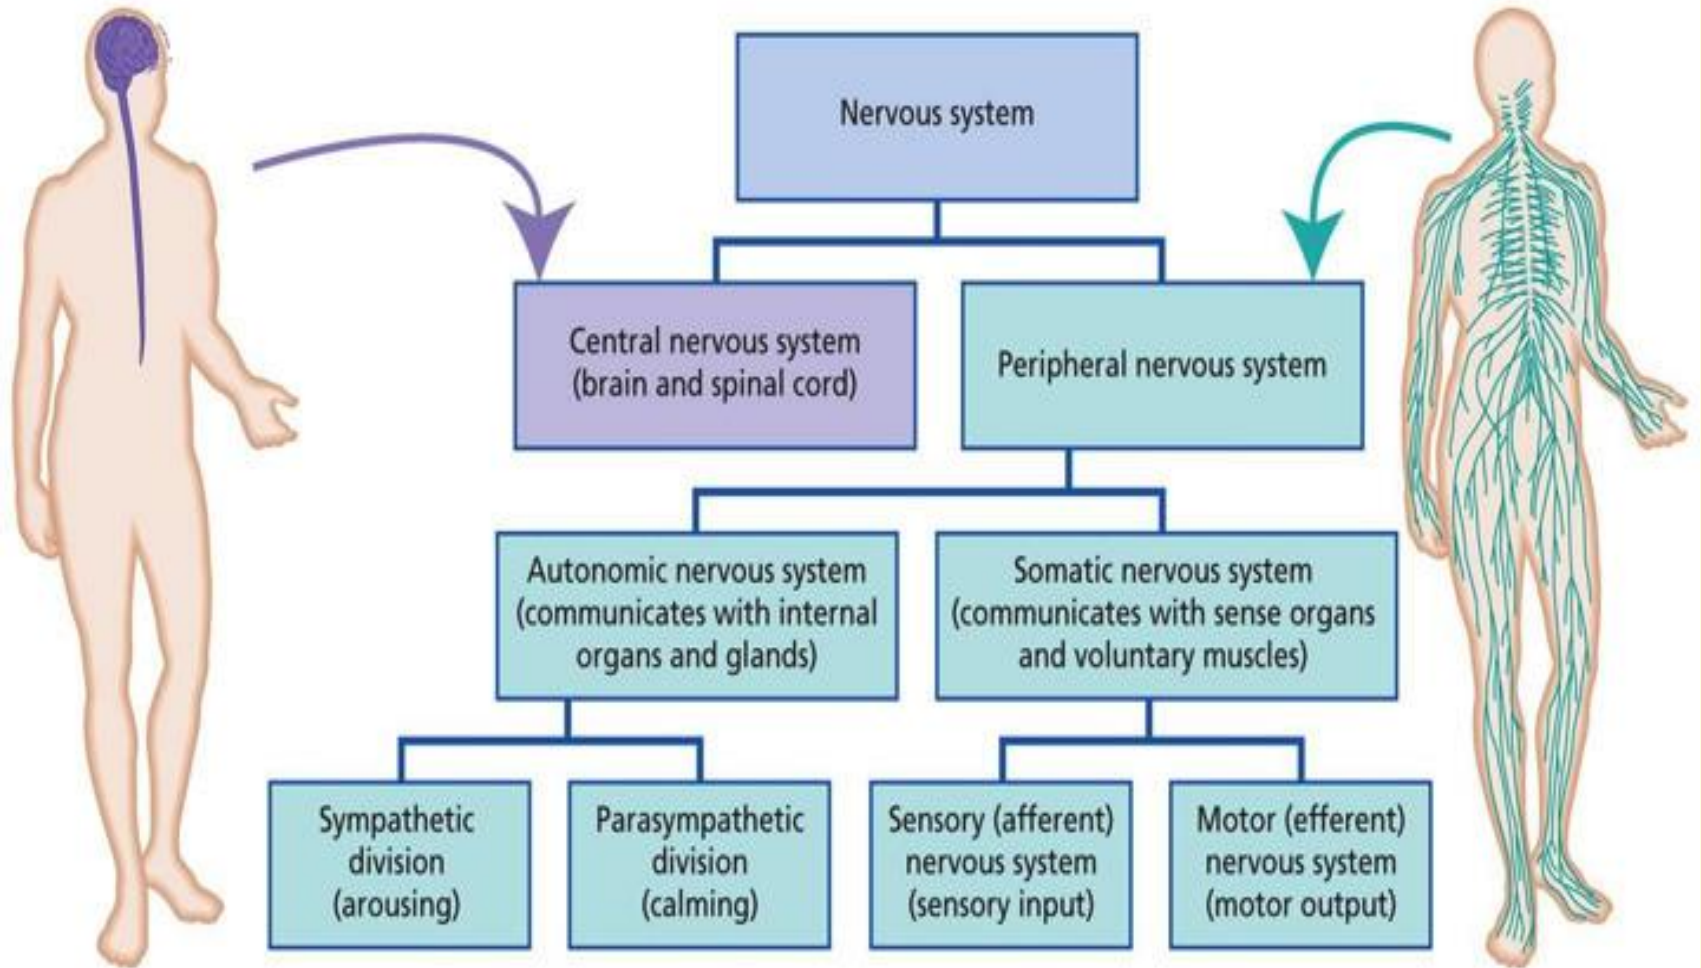 Nervous system
Central nervous system
(brain and spinal cord)
Peripheral nervous system
Autonomic nervous system
(communicates with internal
organs and glands)
Somatic nervous system
(communicates with sense organs
and voluntary muscles)
Sympathetic
division
(arousing)
Parasympathetic
division
(calming)
Sensory (afferent)
nervous system
(sensory input)
Motor (efferent)
nervous system
(motor output)